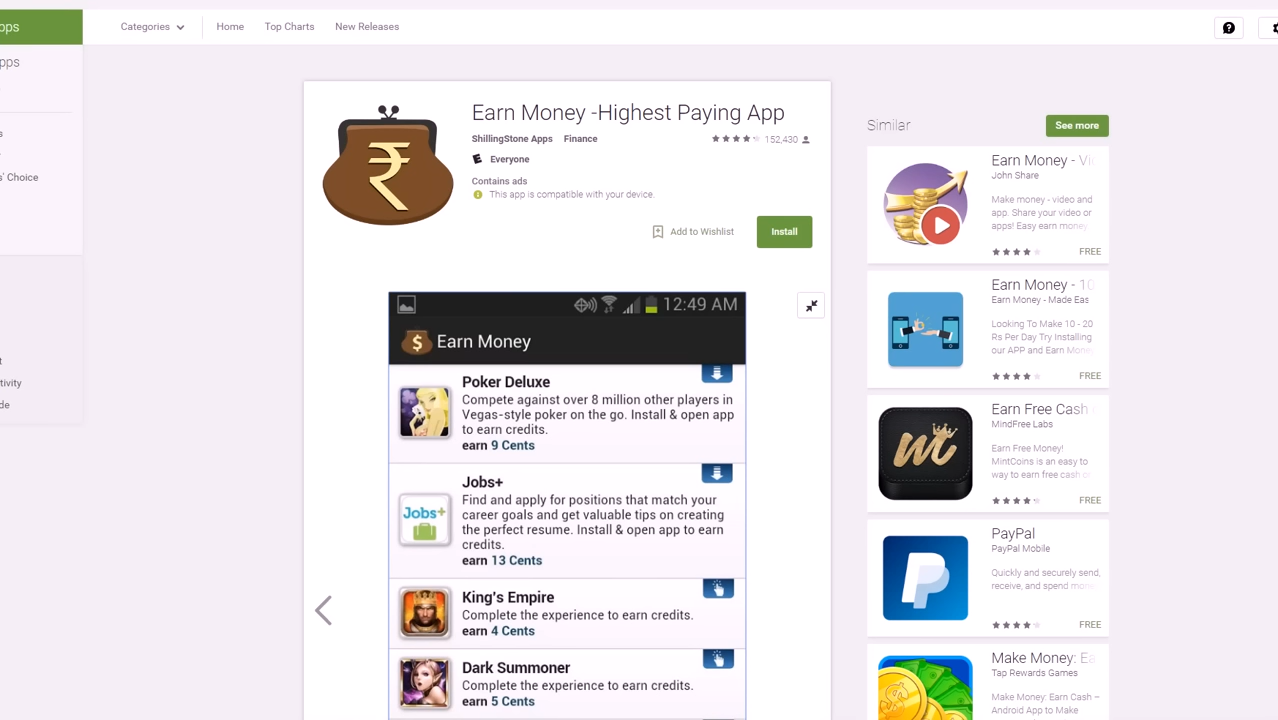 pps
Categories
Home
Top Charts
New Releases
pps
s
s' Choice
t
tivity
de
Earn Money -Highest Paying App
ShillingStone Apps Finance
152,430
Everyone
Contains ads
This app is compatible with your device.
Add to Wishlist
Install
12:49 AM
$ Earn Money
Poker Deluxe
Compete against over 8 million other players in
Vegas-style poker on the go. Install & open app
to earn credits.
earn 9 Cents
Jobs+
Jobs+
Find and apply for positions that match your
career goals and get valuable tips on creating
the perfect resume. Install & open app to earn
credits.
earn 13 Cents
King's Empire
Complete the experience to earn credits.
earn 4 Cents
Dark Summoner
Complete the experience to earn credits.
earn 5 Cents
Similar
See more
Earn Money - Vi
John Share
Make money - video and
app. Share your video or
apps! Easy earn money
FREE
Earn Money - 10
Earn Money - Made Eas
Looking To Make 10 - 20
Rs Per Day Try Installing
our APP and Earn Money
FREE
Earn Free Cash
MindFree Labs
Earn Free Money!
MintCoins is an easy to
way to earn free cash or
FREE
PayPal
PayPal Mobile
Quickly and securely send,
receive, and spend money
FREE
Make Money: Ea
Tap Rewards Games
Make Money: Earn Cash –
Android App to Make